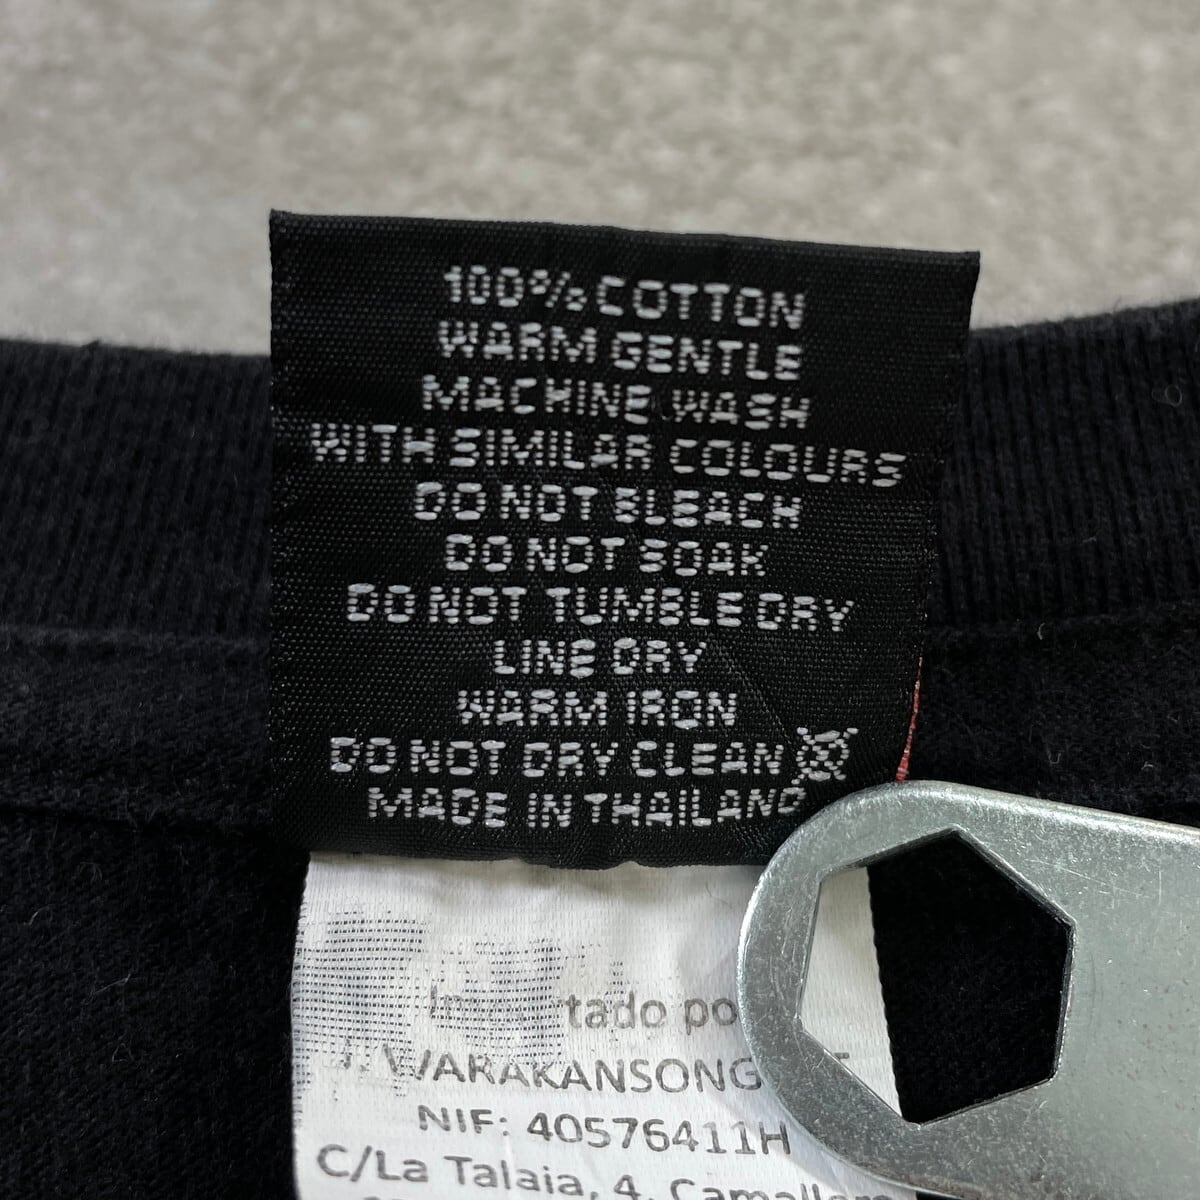 100% COTTON
WARM GENTLE
MACHINE WASH
WITH SIMILAR COLOURS
DO NOT BLEACH
DO NOT SOAK
DO NOT TUMBLE DRY
LINE DRY
WARM IRON
DO NOT DRY CLEAN
MADE IN THAILAND
tado po
WARAKANSONG
NIF: 40576411H
C/La Talaia, 4. Camallera